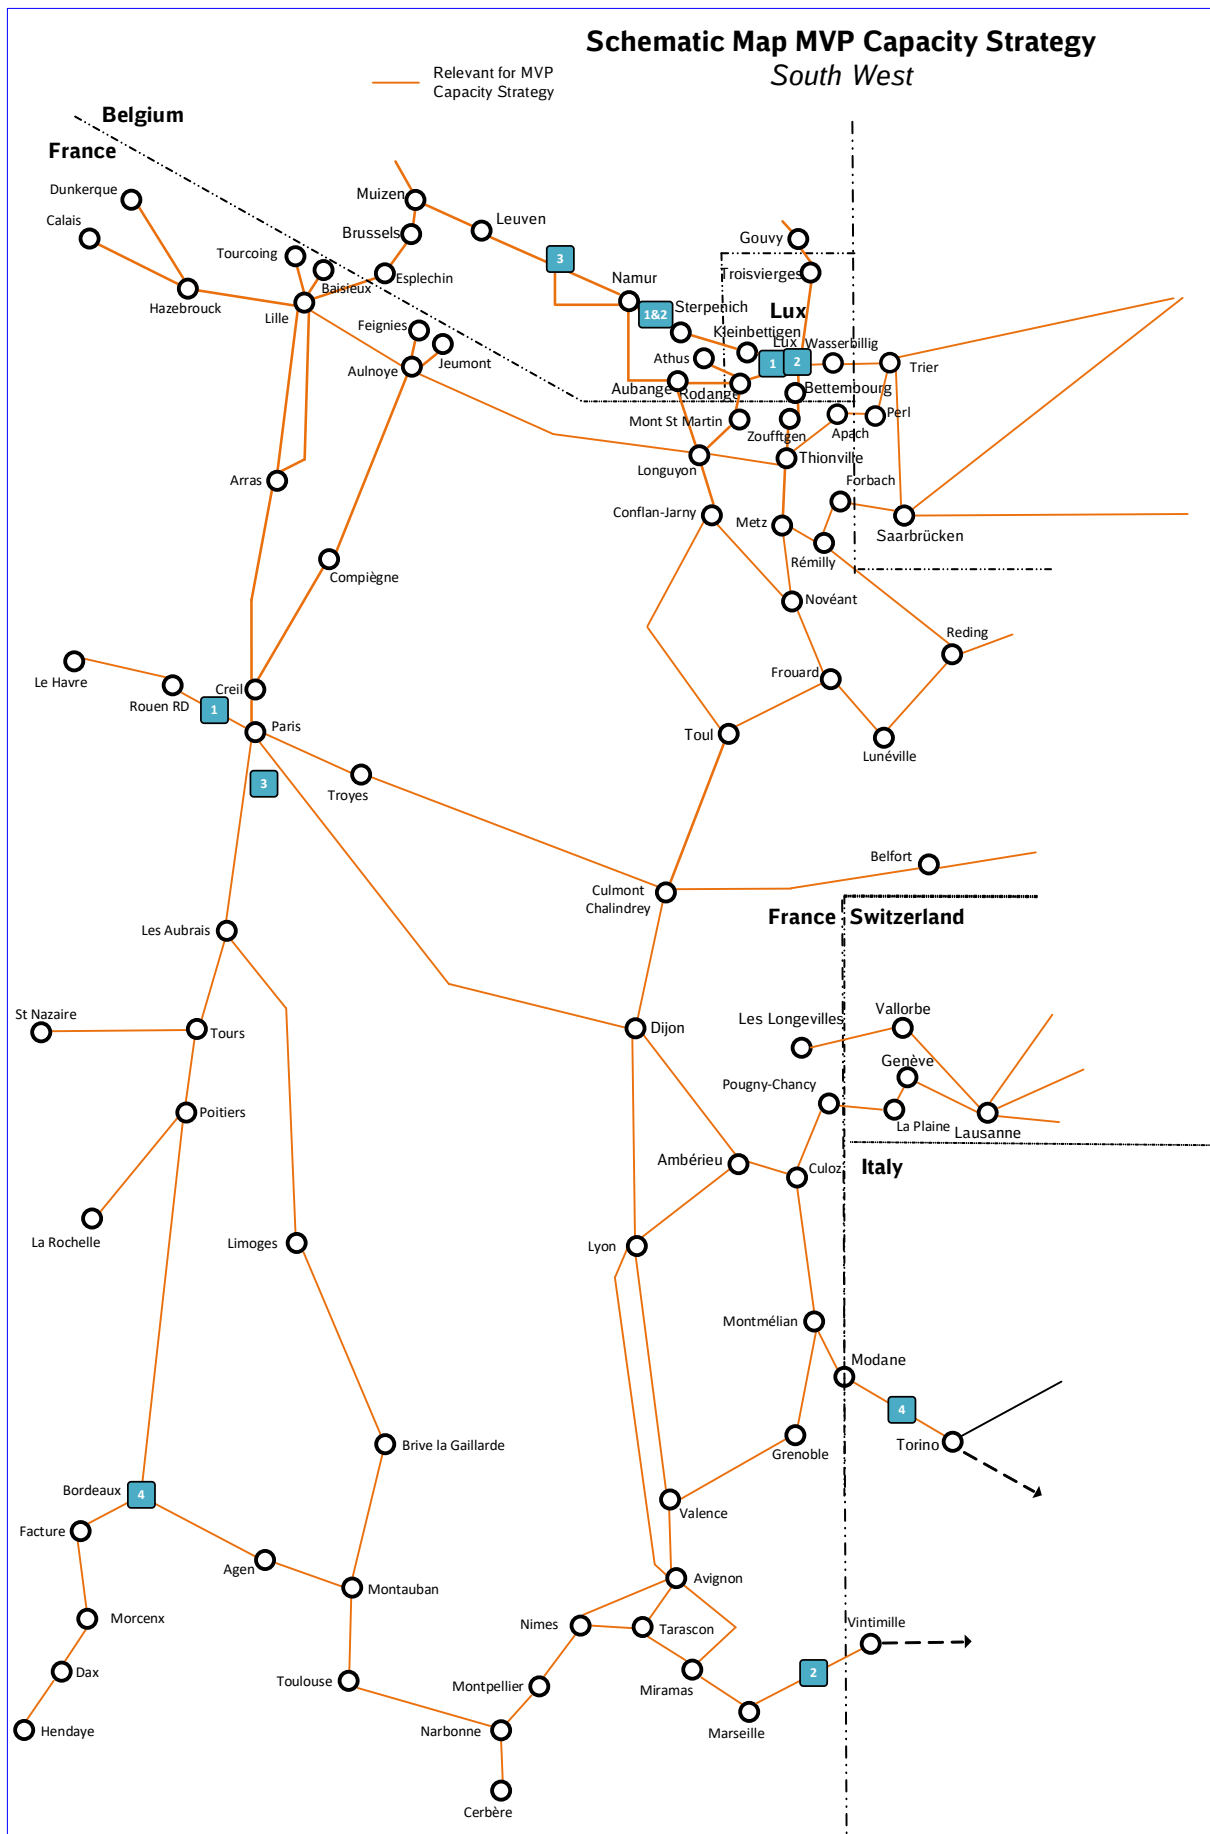 Schematic Map MVP Capacity Strategy
South West
Relevant for MVP
Capacity Strategy
Belgium
France
Dunkerque
Calais
Muizen
Leuven
Brussels
Gouvy
Tourcoing
3
Esplechin
Baisieux
Namur
Troisvierges
Hazebrouck
Lille
1&2
Sterpenich
Lux
Feignies
Kleinbettigen
Lux
Wasserbillig
Jeumont
Athus
1
2
Trier
Aulnoye
Aubange
Rodange
Bettembourg
Mont St Martin
Perl
Zoufftgen
Apach
Longuyon
Thionville
Arras
Forbach
Conflan-Jarny
Metz
Saarbrücken
Rémilly
Compiègne
Novéant
Reding
Le Havre
Creil
Frouard
Rouen RD
1
Paris
Toul
Lunéville
3
Troyes
Belfort
Culmont
Chalindrey
France
Switzerland
Les Aubrais
St Nazaire
Tours
Dijon
Les Longevilles
Vallorbe
Genève
Pougny-Chancy
Poitiers
La Plaine
Lausanne
Ambérieu
Culoz
Italy
La Rochelle
Limoges
Lyon
Montmélian
Modane
4
Torino
Brive la Gaillarde
Grenoble
Bordeaux
4
Valence
Facture
Agen
Montauban
Avignon
Morcenx
Nimes
Tarascon
Vintimille
Dax
Toulouse
Montpellier
Miramas
2
Hendaye
Narbonne
Marseille
Cerbère